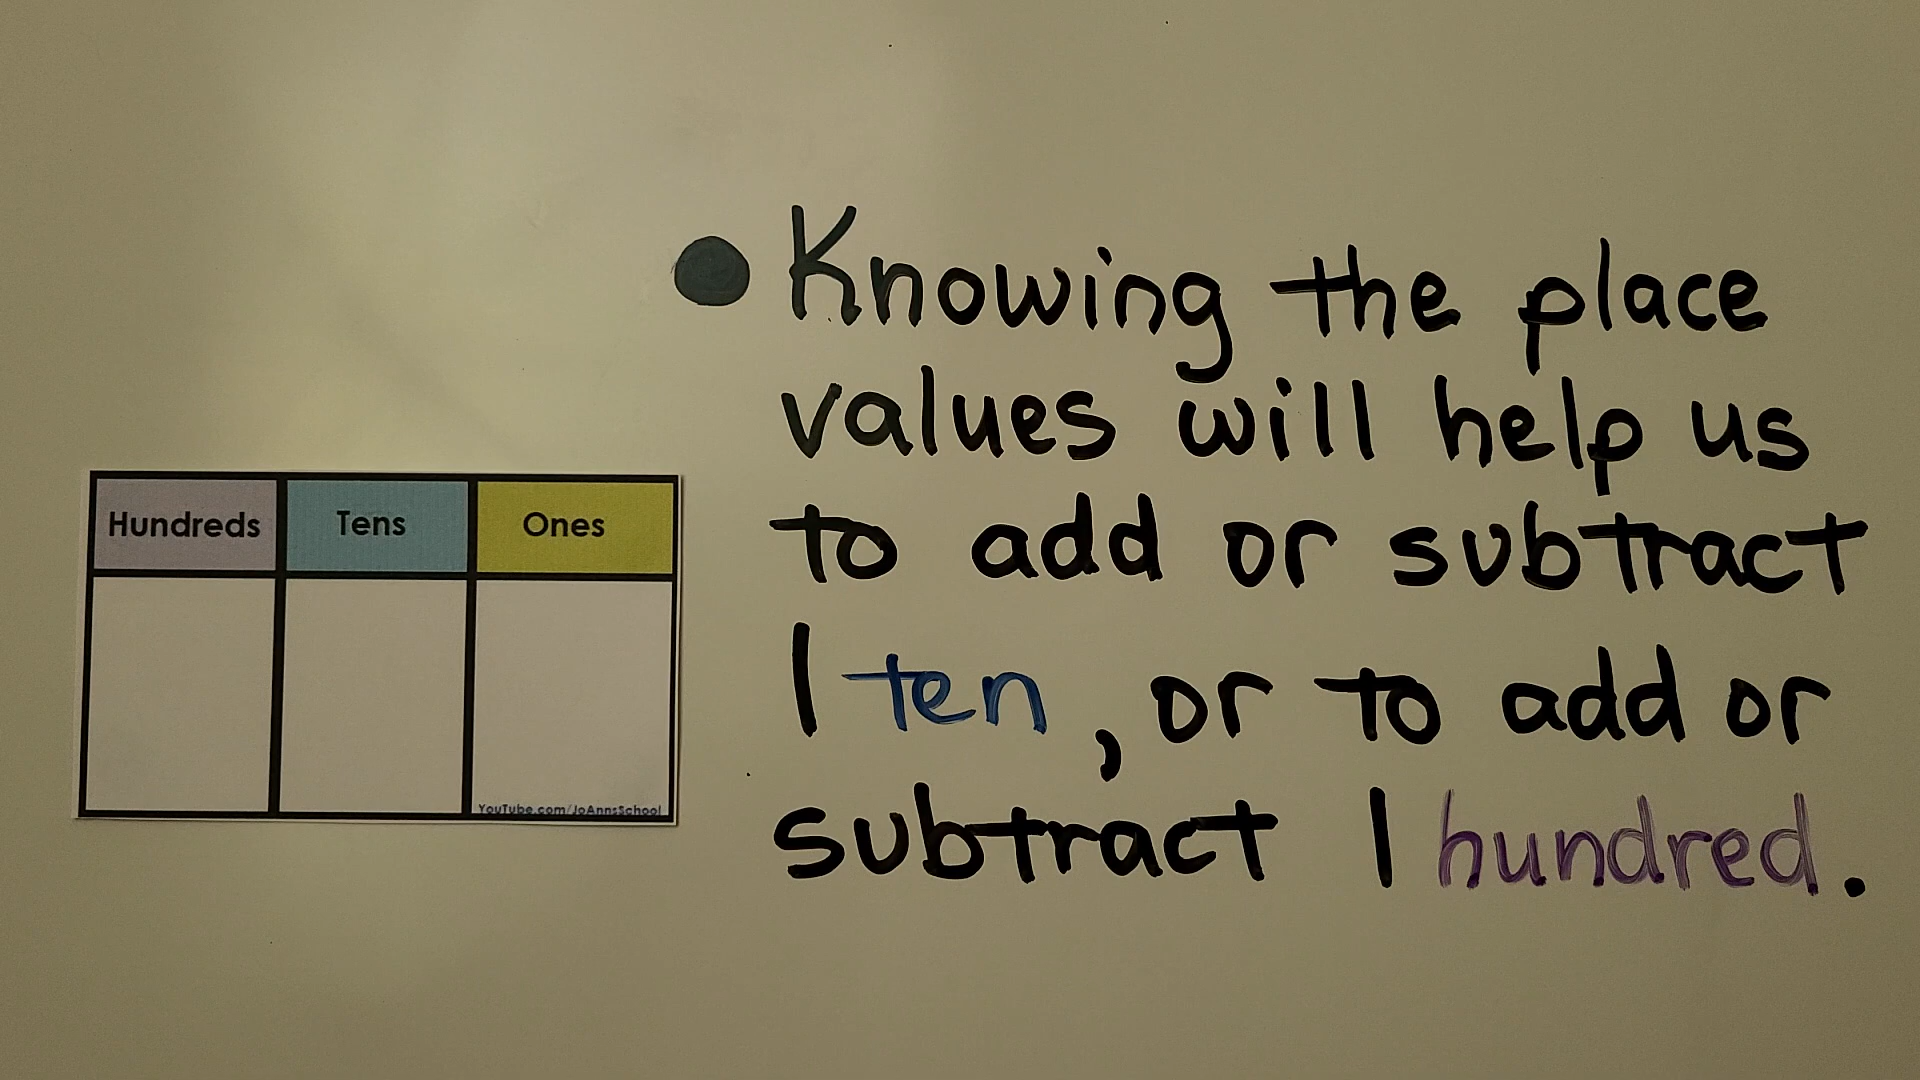 Hundreds Tens Ones
YouTube.com/JoAnnsSchool
Knowing the place
values will help us
to add or subtract
1 ten, or to add or
subtract 1 hundred.